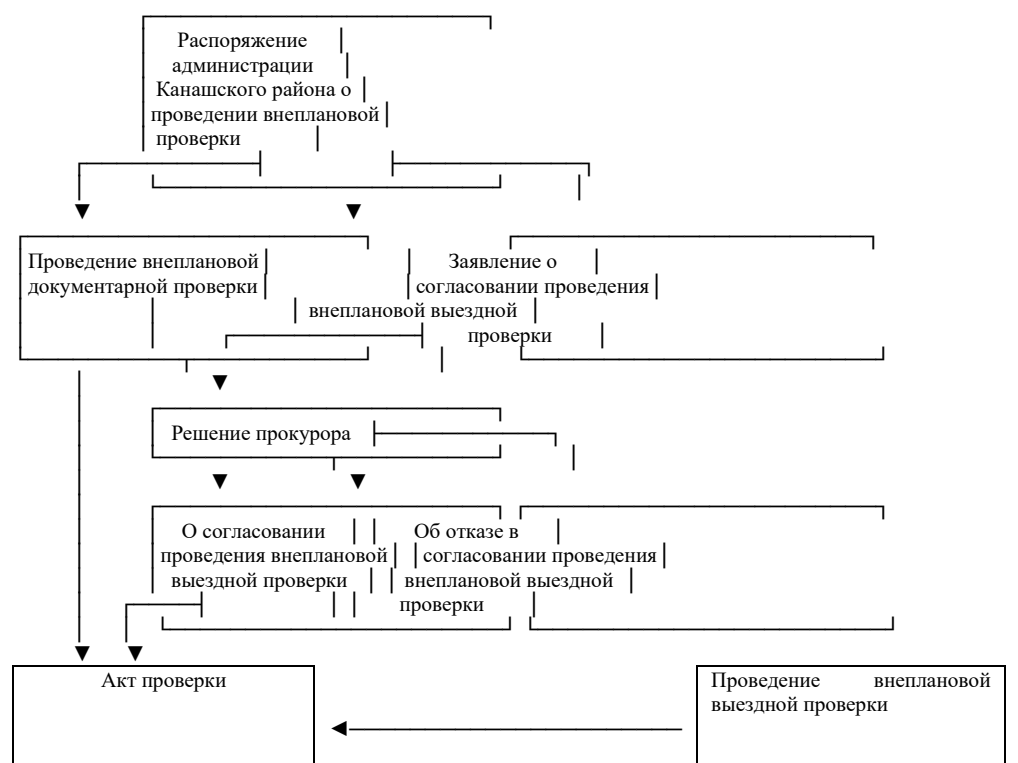 Распоряжение
администрации
Канашского района о
проведении внеплановой
проверки
Проведение внеплановой
документарной проверки
Заявление о
согласовании проведения
внеплановой выездной
проверки
Решение прокурора
О согласовании
проведения внеплановой
выездной проверки
Об отказе в
согласовании проведения
внеплановой выездной
проверки
Акт проверки
Проведение внеплановой
выездной проверки